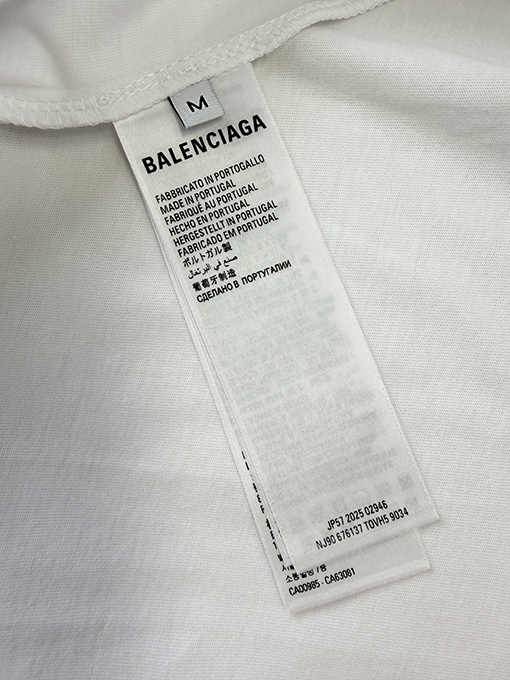 M
BALENCIAGA
FABBRICATO IN PORTOGALLO
MADE IN PORTUGAL
FABRIQUÉ AU PORTUGAL
HECHO EN PORTUGAL
HERGESTELLT IN PORTUGAL
FABRICADO EM PORTUGAL
ポルトガル製
صنع في البرتغال
葡萄牙制造
СДЕЛАНО В ПОРТУГАЛИИ
JP57 2025 02946
NJ90 676137 TOVH5 9034
CA00985 - CA63081